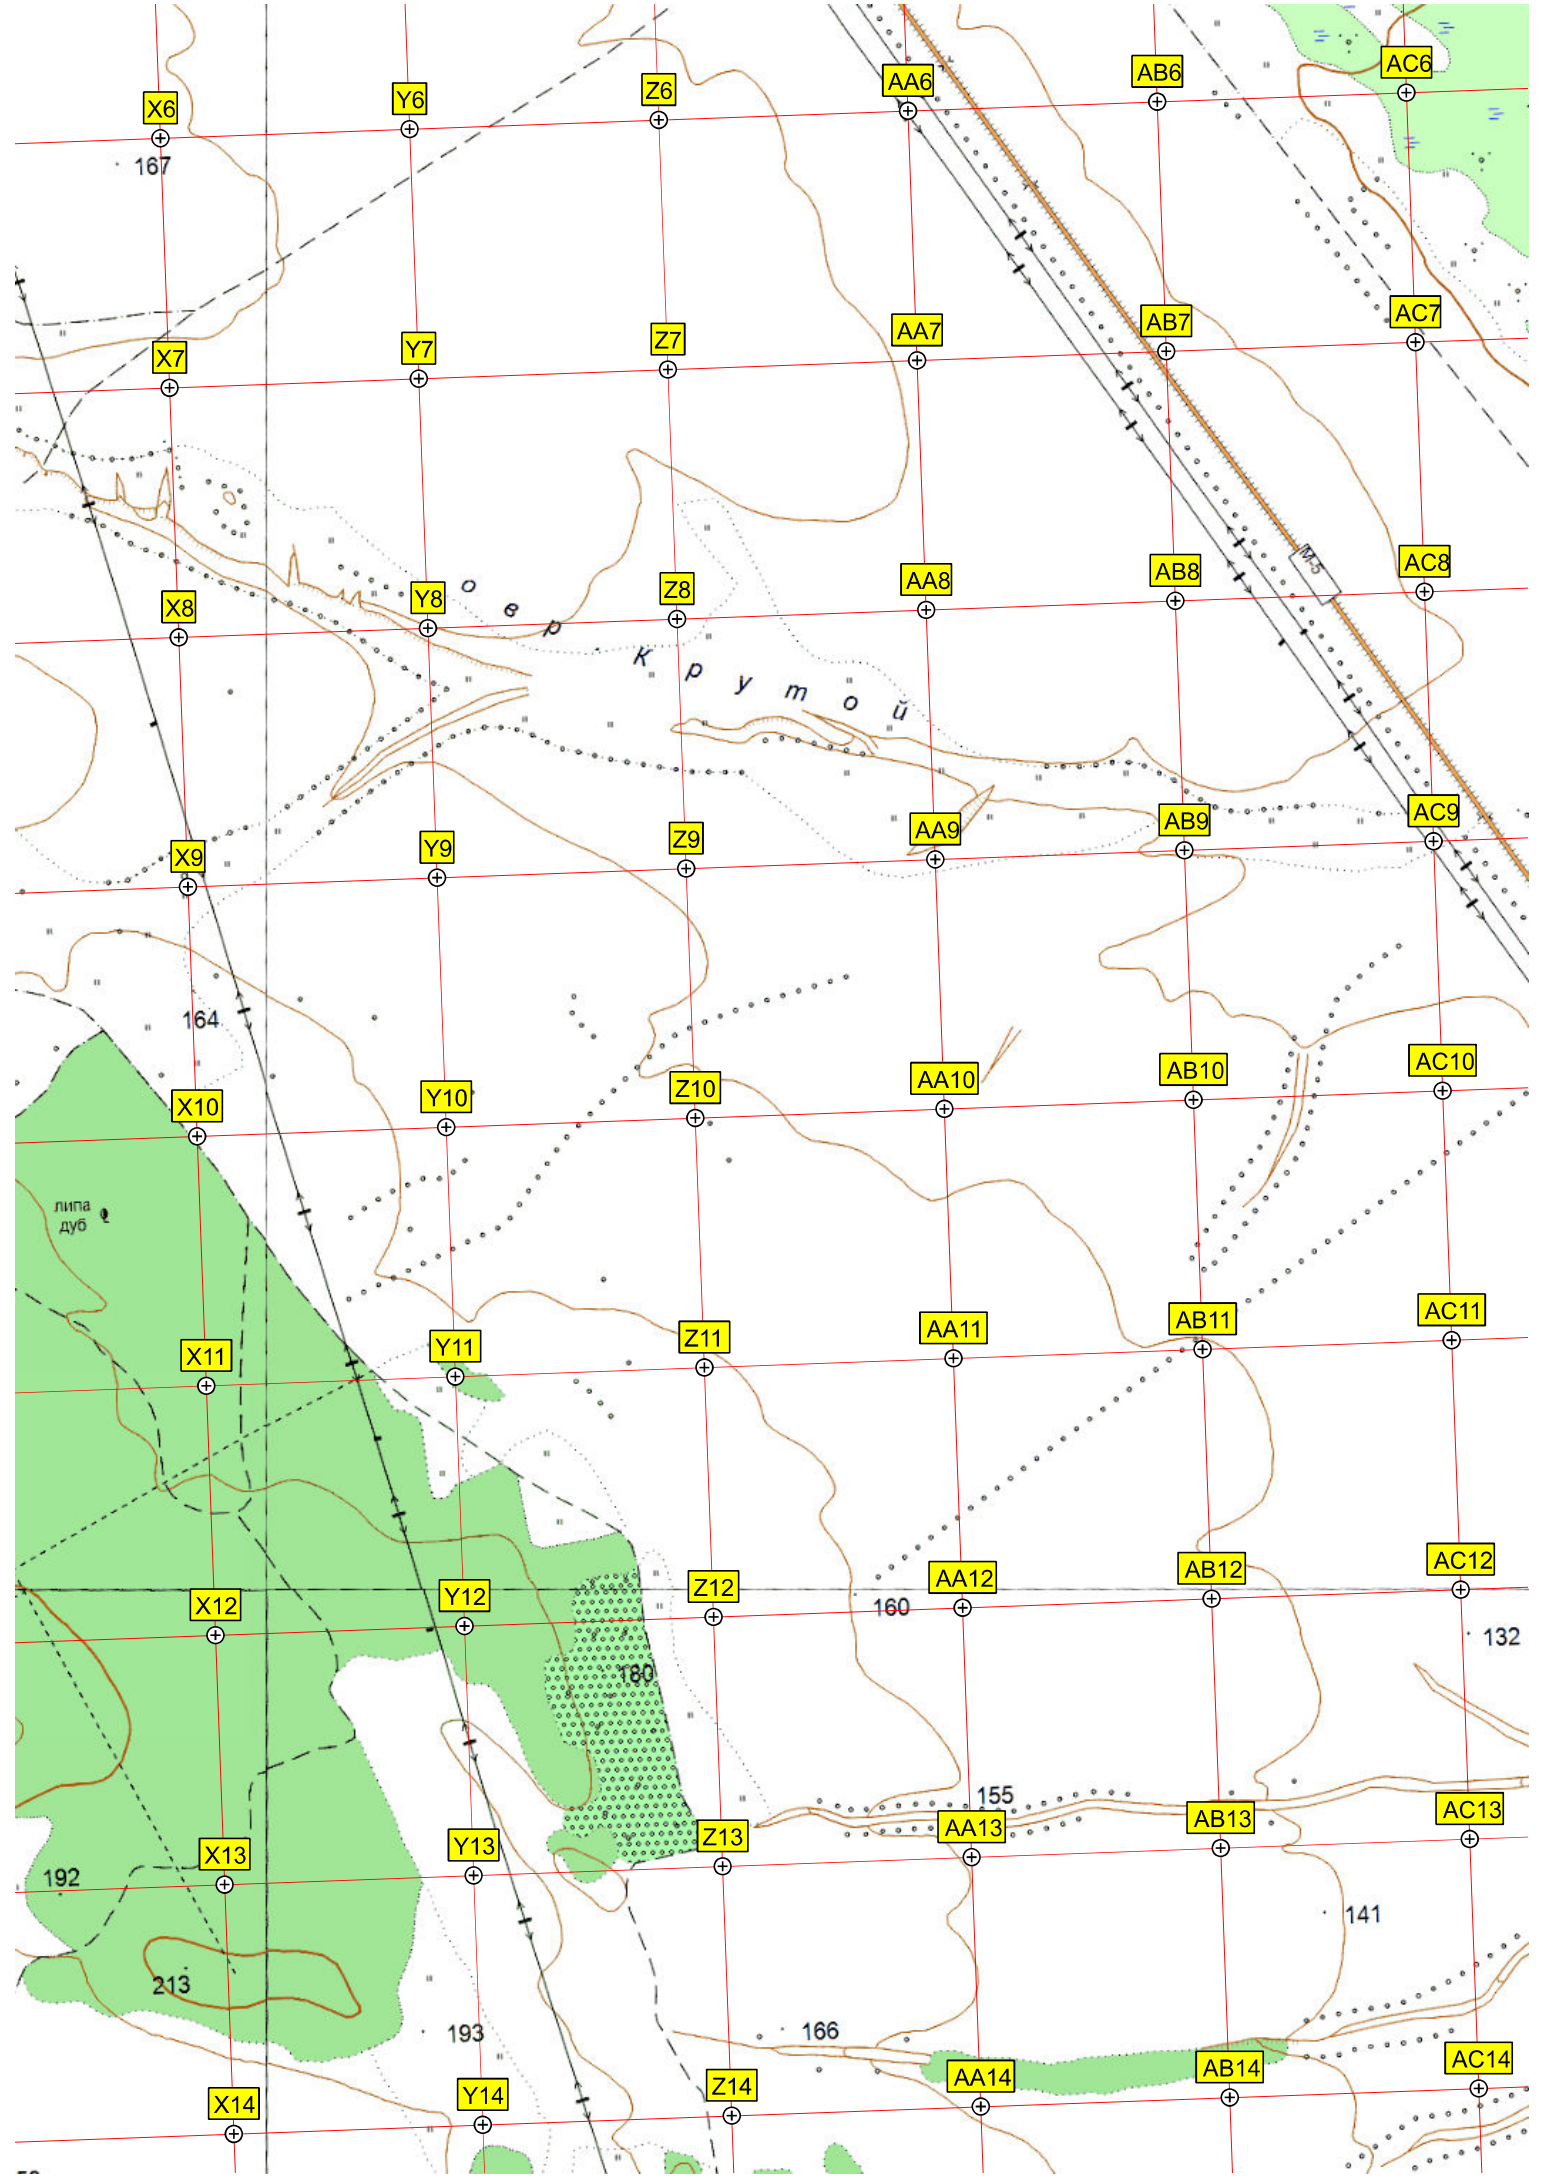 X6 Y6 Z6 AA6 AB6 AC6
167
X7 Y7 Z7 AA7 AB7 AC7
М-5
X8 Y8 Z8 AA8 AB8 AC8
овр Крутой
X9 Y9 Z9 AA9 AB9 AC9
164
X10 Y10 Z10 AA10 AB10 AC10
липа
дуб
X11 Y11 Z11 AA11 AB11 AC11
X12 Y12 Z12 AA12 AB12 AC12
160
132
180
155
X13 Y13 Z13 AA13 AB13 AC13
192
141
213
193
166
X14 Y14 Z14 AA14 AB14 AC14